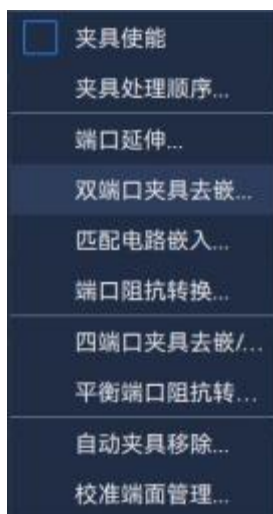 夹具使能
夹具处理顺序...
端口延伸...
双端口夹具去嵌...
匹配电路嵌入...
端口阻抗转换...
四端口夹具去嵌/...
平衡端口阻抗转...
自动夹具移除...
校准端面管理...